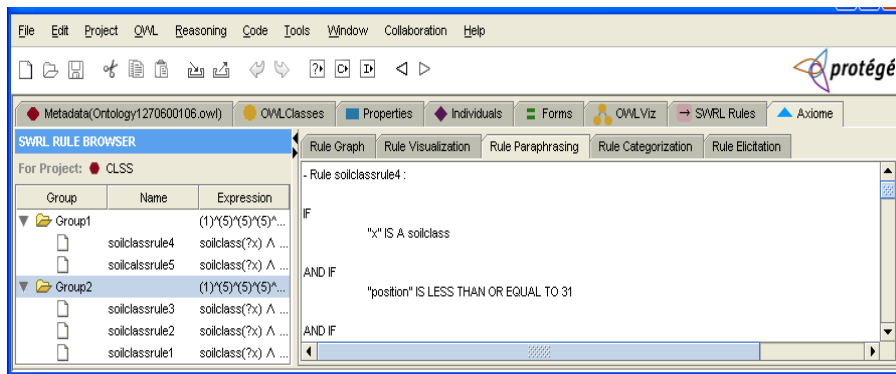 File Edit Project OWL Reasoning Code Tools Window Collaboration Help
protégé
Metadata(Ontology1270600106.owl) OWLClasses Properties Individuals Forms OWLViz SWRL Rules Axiome
SWRL RULE BROWSER
For Project: CLSS
Group Name Expression
Group1 (1)^(5)^(5)^(5)^...
soilclassrule4 soilclass(?x) ∧ ...
soilcalssrule5 soilclass(?x) ∧ ...
Group2 (1)^(5)^(5)^(5)^...
soilclassrule3 soilclass(?x) ∧ ...
soilclassrule2 soilclass(?x) ∧ ...
soilclassrule1 soilclass(?x) ∧ ...
Rule Graph Rule Visualization Rule Paraphrasing Rule Categorization Rule Elicitation
- Rule soilclassrule4 :
IF
"x" IS A soilclass
AND IF
"position" IS LESS THAN OR EQUAL TO 31
AND IF